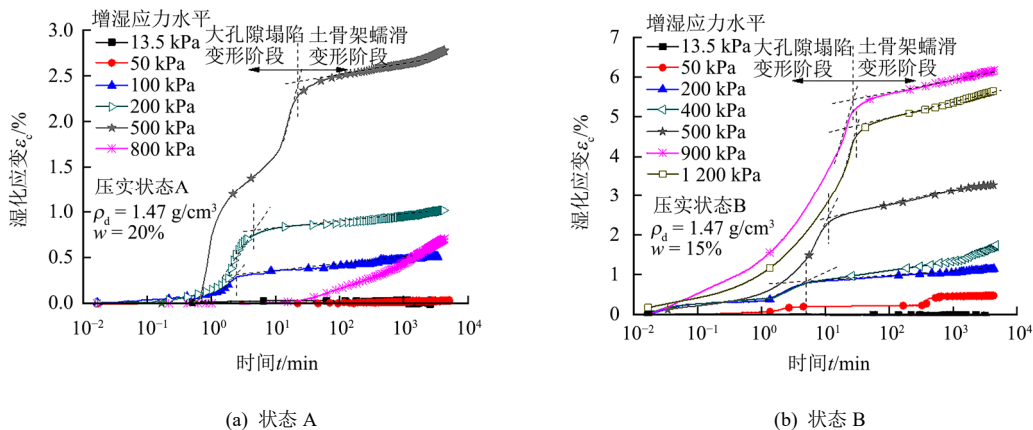 增湿应力水平
13.5 kPa
50 kPa
100 kPa
200 kPa
500 kPa
800 kPa
大孔隙塌陷
变形阶段
土骨架蠕滑
变形阶段
压实状态A
ρd = 1.47 g/cm³
w = 20%
湿化应变εc/%
3.0
2.5
2.0
1.5
1.0
0.5
0.0
10⁻² 10⁻¹ 10⁰ 10¹ 10² 10³ 10⁴
时间t/min
(a) 状态 A
增湿应力水平
13.5 kPa
50 kPa
200 kPa
400 kPa
500 kPa
900 kPa
1 200 kPa
大孔隙塌陷
变形阶段
土骨架蠕滑
变形阶段
压实状态B
ρd = 1.47 g/cm³
w = 15%
湿化应变εc/%
7
6
5
4
3
2
1
0
10⁻² 10⁻¹ 10⁰ 10¹ 10² 10³ 10⁴
时间t/min
(b) 状态 B